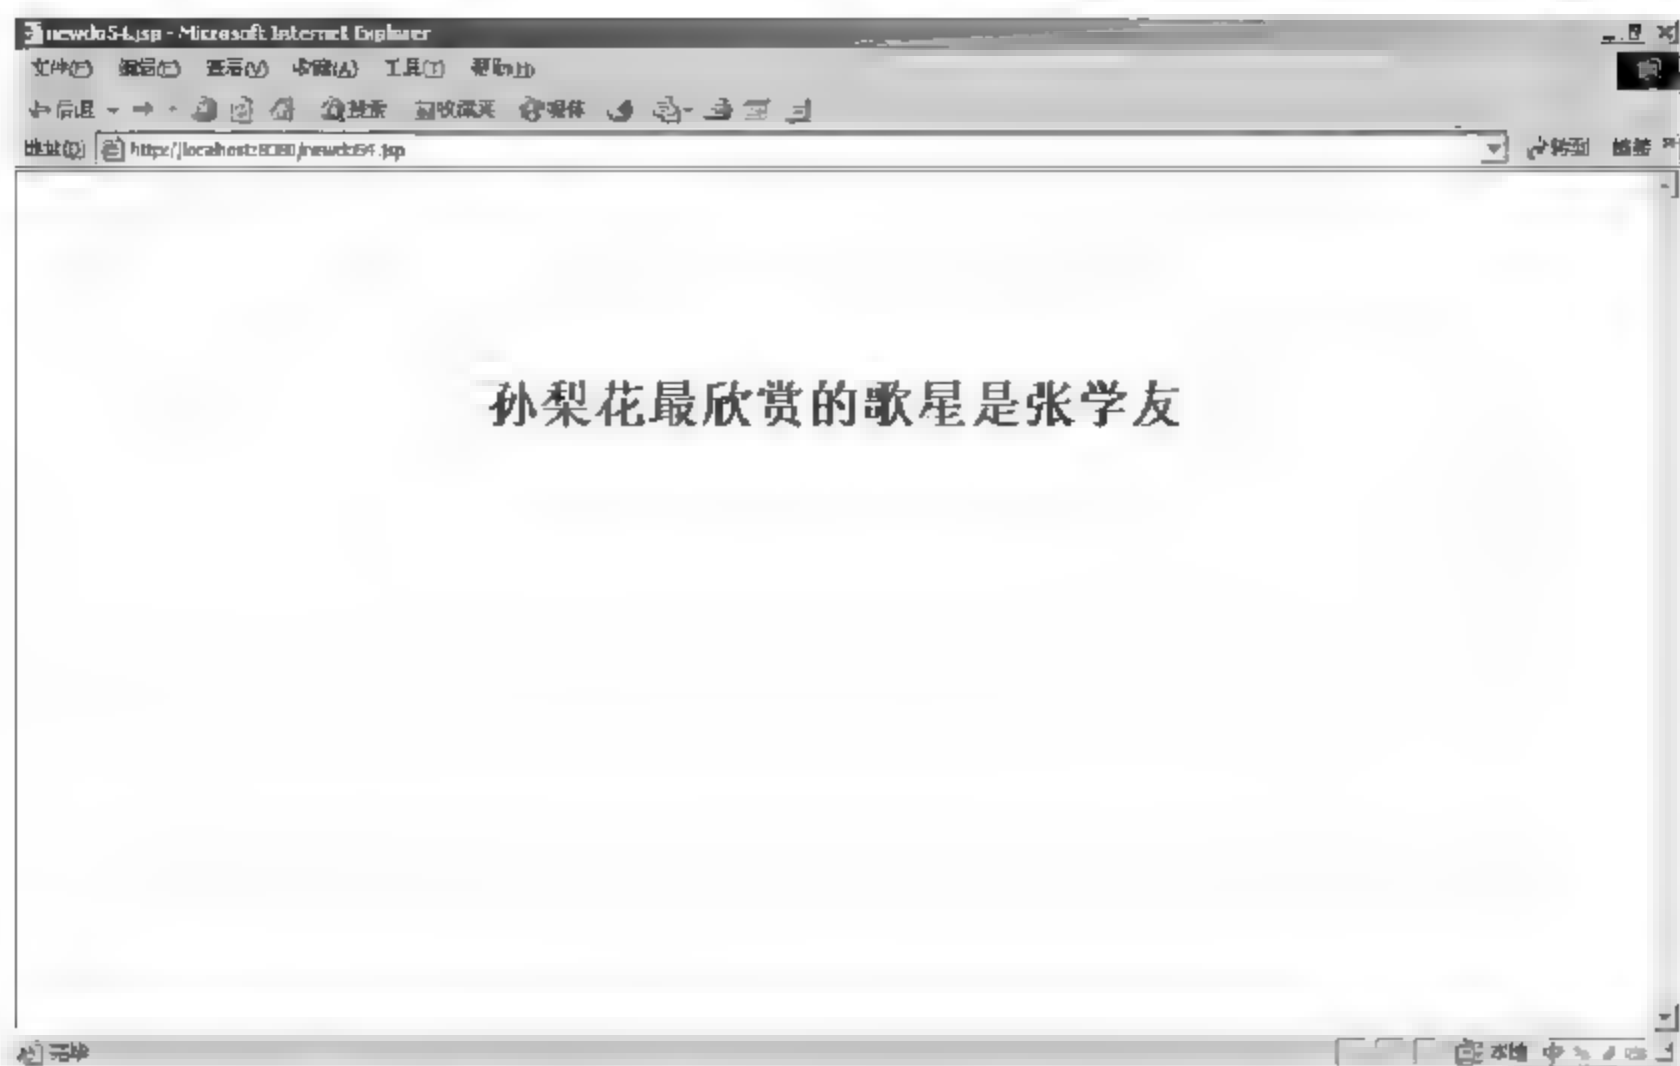 newdo54.jsp - Microsoft Internet Explorer
文件(F) 编辑(E) 查看(V) 收藏(A) 工具(T) 帮助(H)
后退 搜索 收藏夹 媒体
地址(D) http://localhost:8080/newdo54.jsp 转到 链接 »
孙梨花最欣赏的歌星是张学友
完毕 本地 中